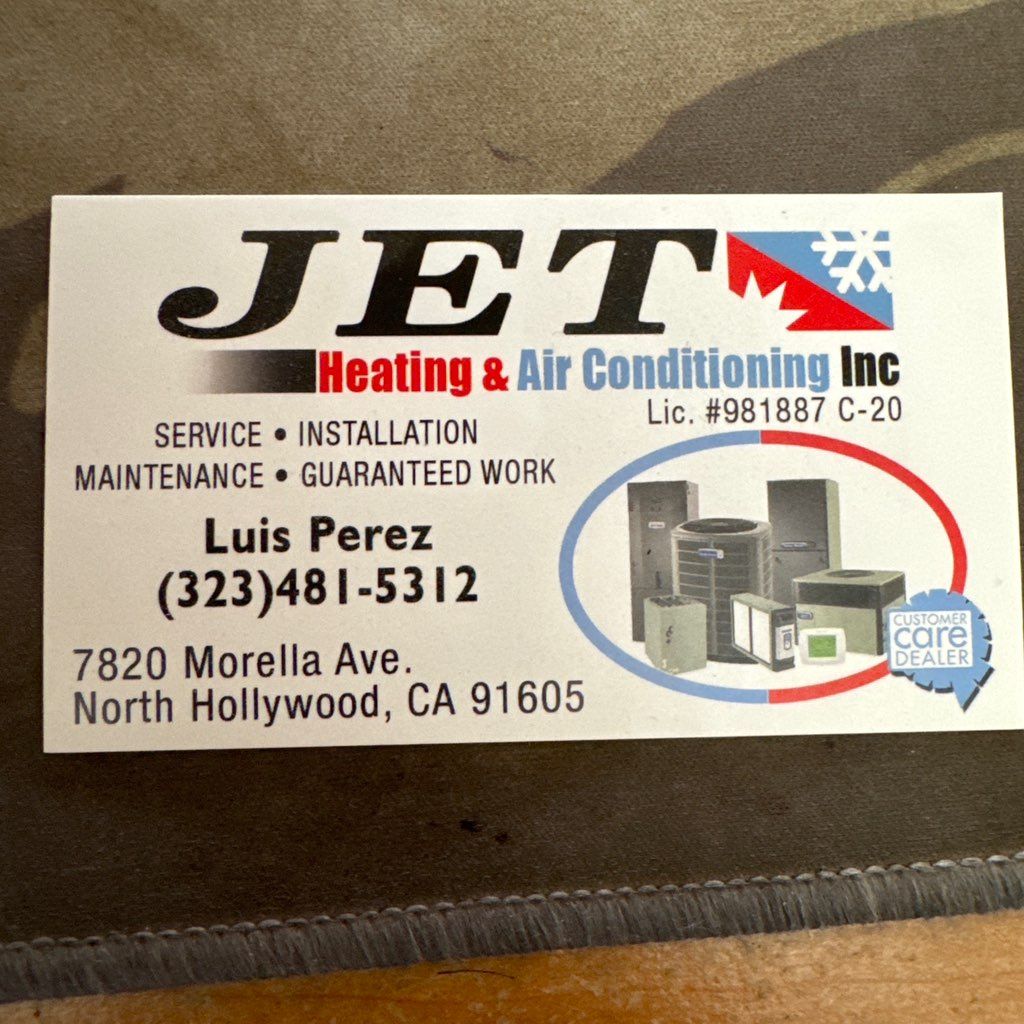 JET
Heating & Air Conditioning Inc
Lic. #981887 C-20
SERVICE • INSTALLATION
MAINTENANCE • GUARANTEED WORK
Luis Perez
(323)481-5312
7820 Morella Ave.
North Hollywood, CA 91605
CUSTOMER
care
DEALER